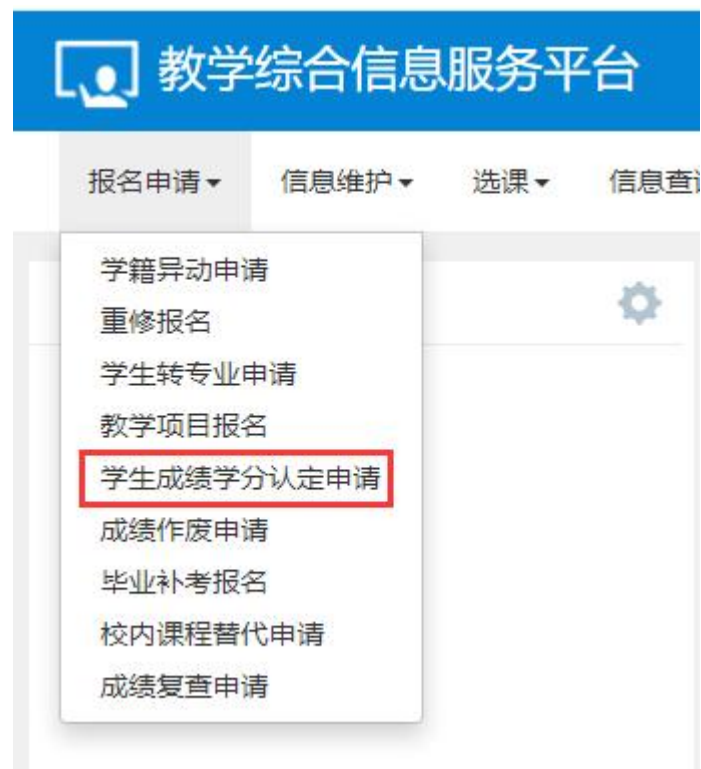 教学综合信息服务平台
报名申请 信息维护 选课 信息查
学籍异动申请
重修报名
学生转专业申请
教学项目报名
学生成绩学分认定申请
成绩作废申请
毕业补考报名
校内课程替代申请
成绩复查申请